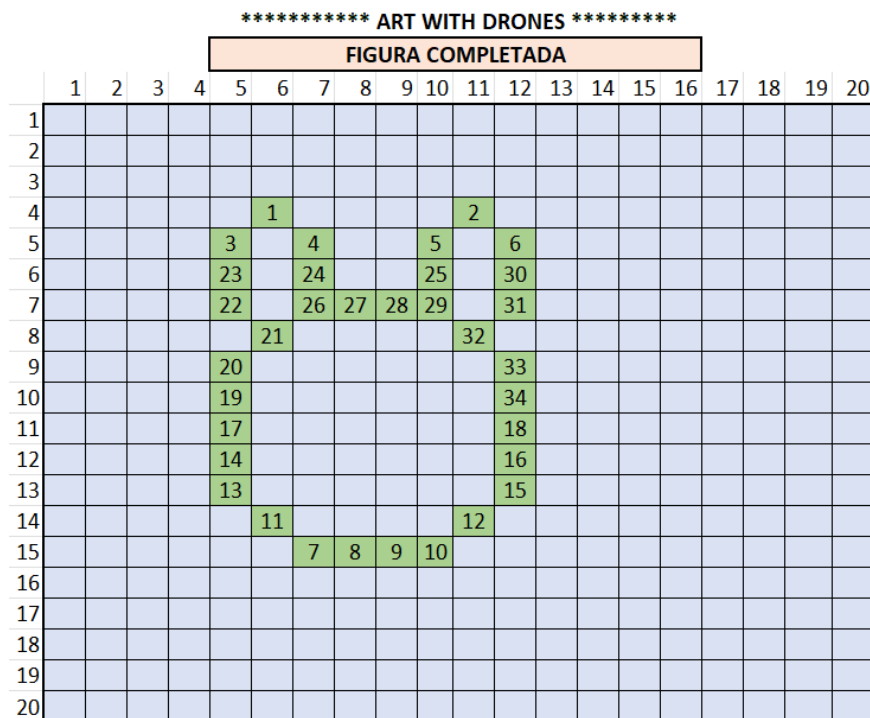 *********** ART WITH DRONES *********
FIGURA COMPLETADA
1 2 3 4 5 6 7 8 9 10 11 12 13 14 15 16 17 18 19 20
1
2
3
4 1 2
5 3 4 5 6
6 23 24 25 30
7 22 26 27 28 29 31
8 21 32
9 20 33
10 19 34
11 17 18
12 14 16
13 13 15
14 11 12
15 7 8 9 10
16
17
18
19
20